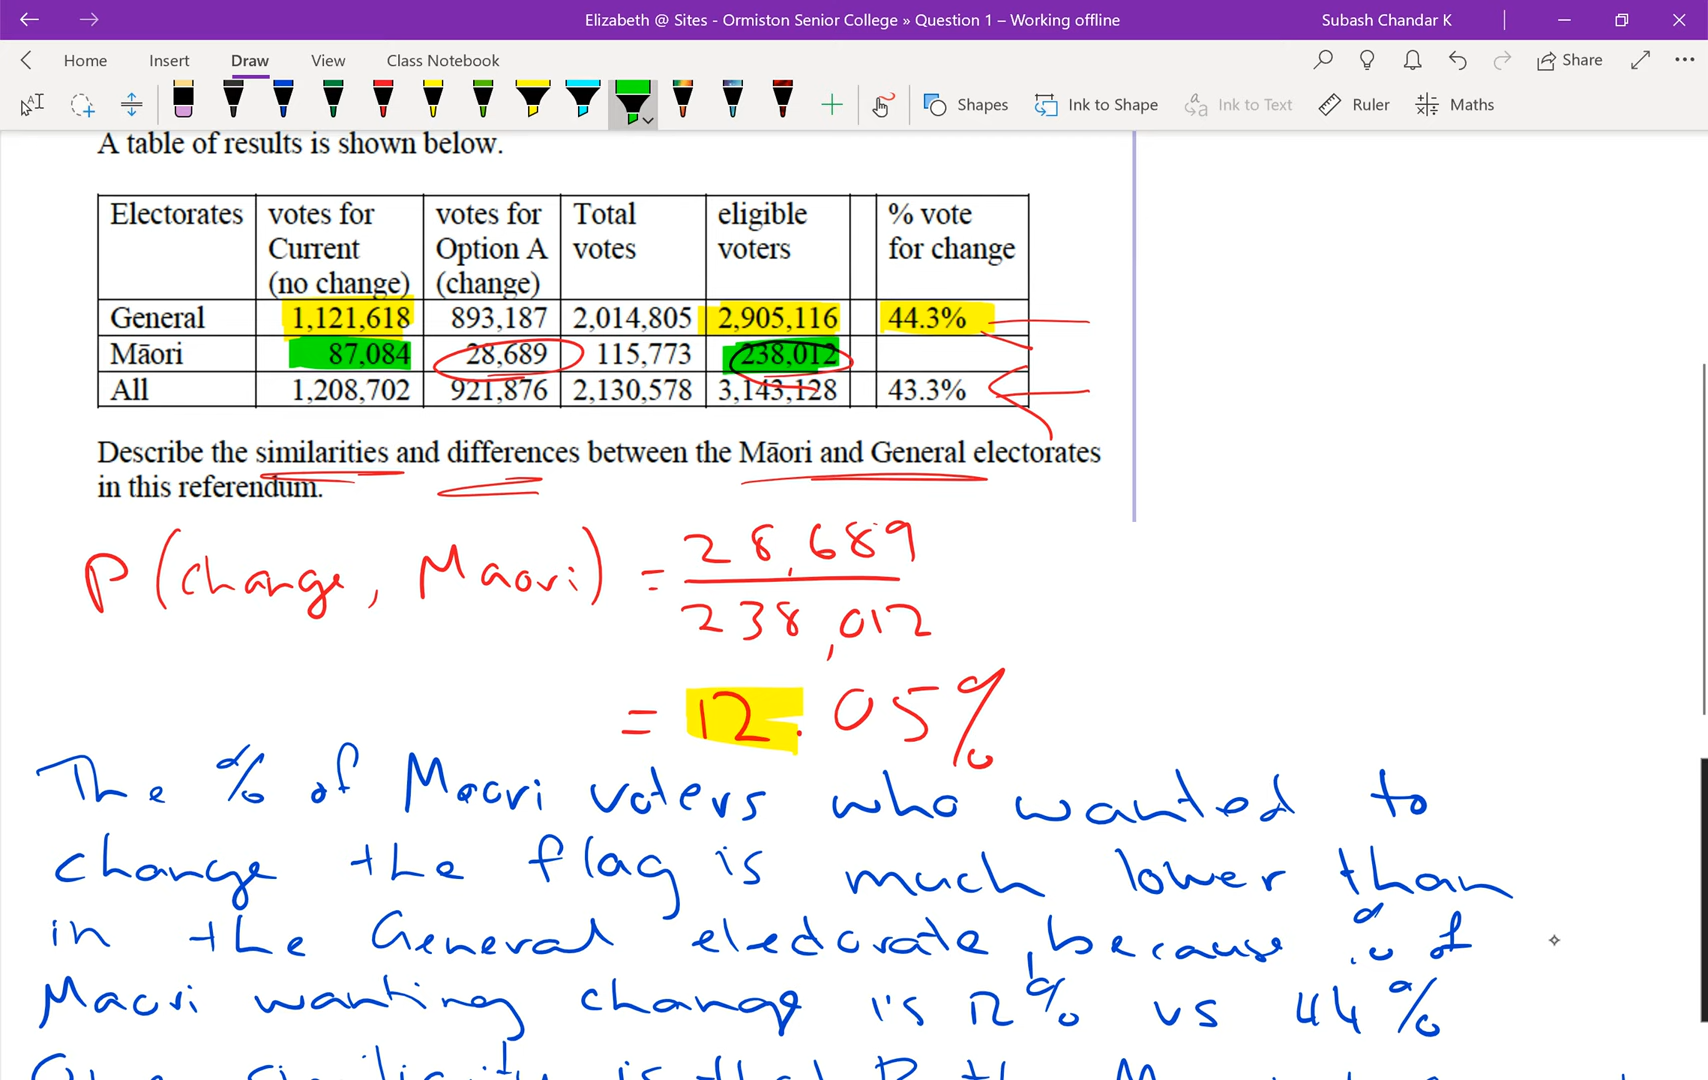 Elizabeth @ Sites - Ormiston Senior College » Question 1 – Working offline
Subash Chandar K
Home Insert Draw View Class Notebook
Share
Shapes Ink to Shape Ink to Text Ruler Maths
A table of results is shown below.
Electorates votes for Current (no change) votes for Option A (change) Total votes eligible voters % vote for change
General 1,121,618 893,187 2,014,805 2,905,116 44.3%
Māori 87,084 28,689 115,773 238,012
All 1,208,702 921,876 2,130,578 3,143,128 43.3%
Describe the similarities and differences between the Māori and General electorates
in this referendum.
P (change, Maori) = 28,689
238,012
= 12.05%
The % of Maori voters who wanted to
change the flag is much lower than
in the General electorate, because % of
Maori wanting change is 12% vs 44%
similarity is that